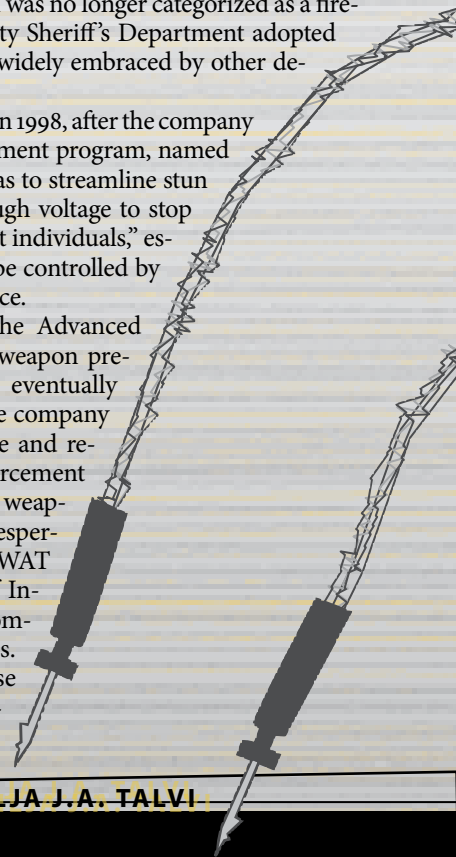 was no longer categorized as a fire-
ty Sheriff’s Department adopted
widely embraced by other de-
n 1998, after the company
ment program, named
as to streamline stun
ugh voltage to stop
t individuals,” es-
be controlled by
ce.
he Advanced
weapon pre-
eventually
e company
e and re-
rcement
weap-
esper-
WAT
f In-
om-
s.
se
LJA J.A. TALVI